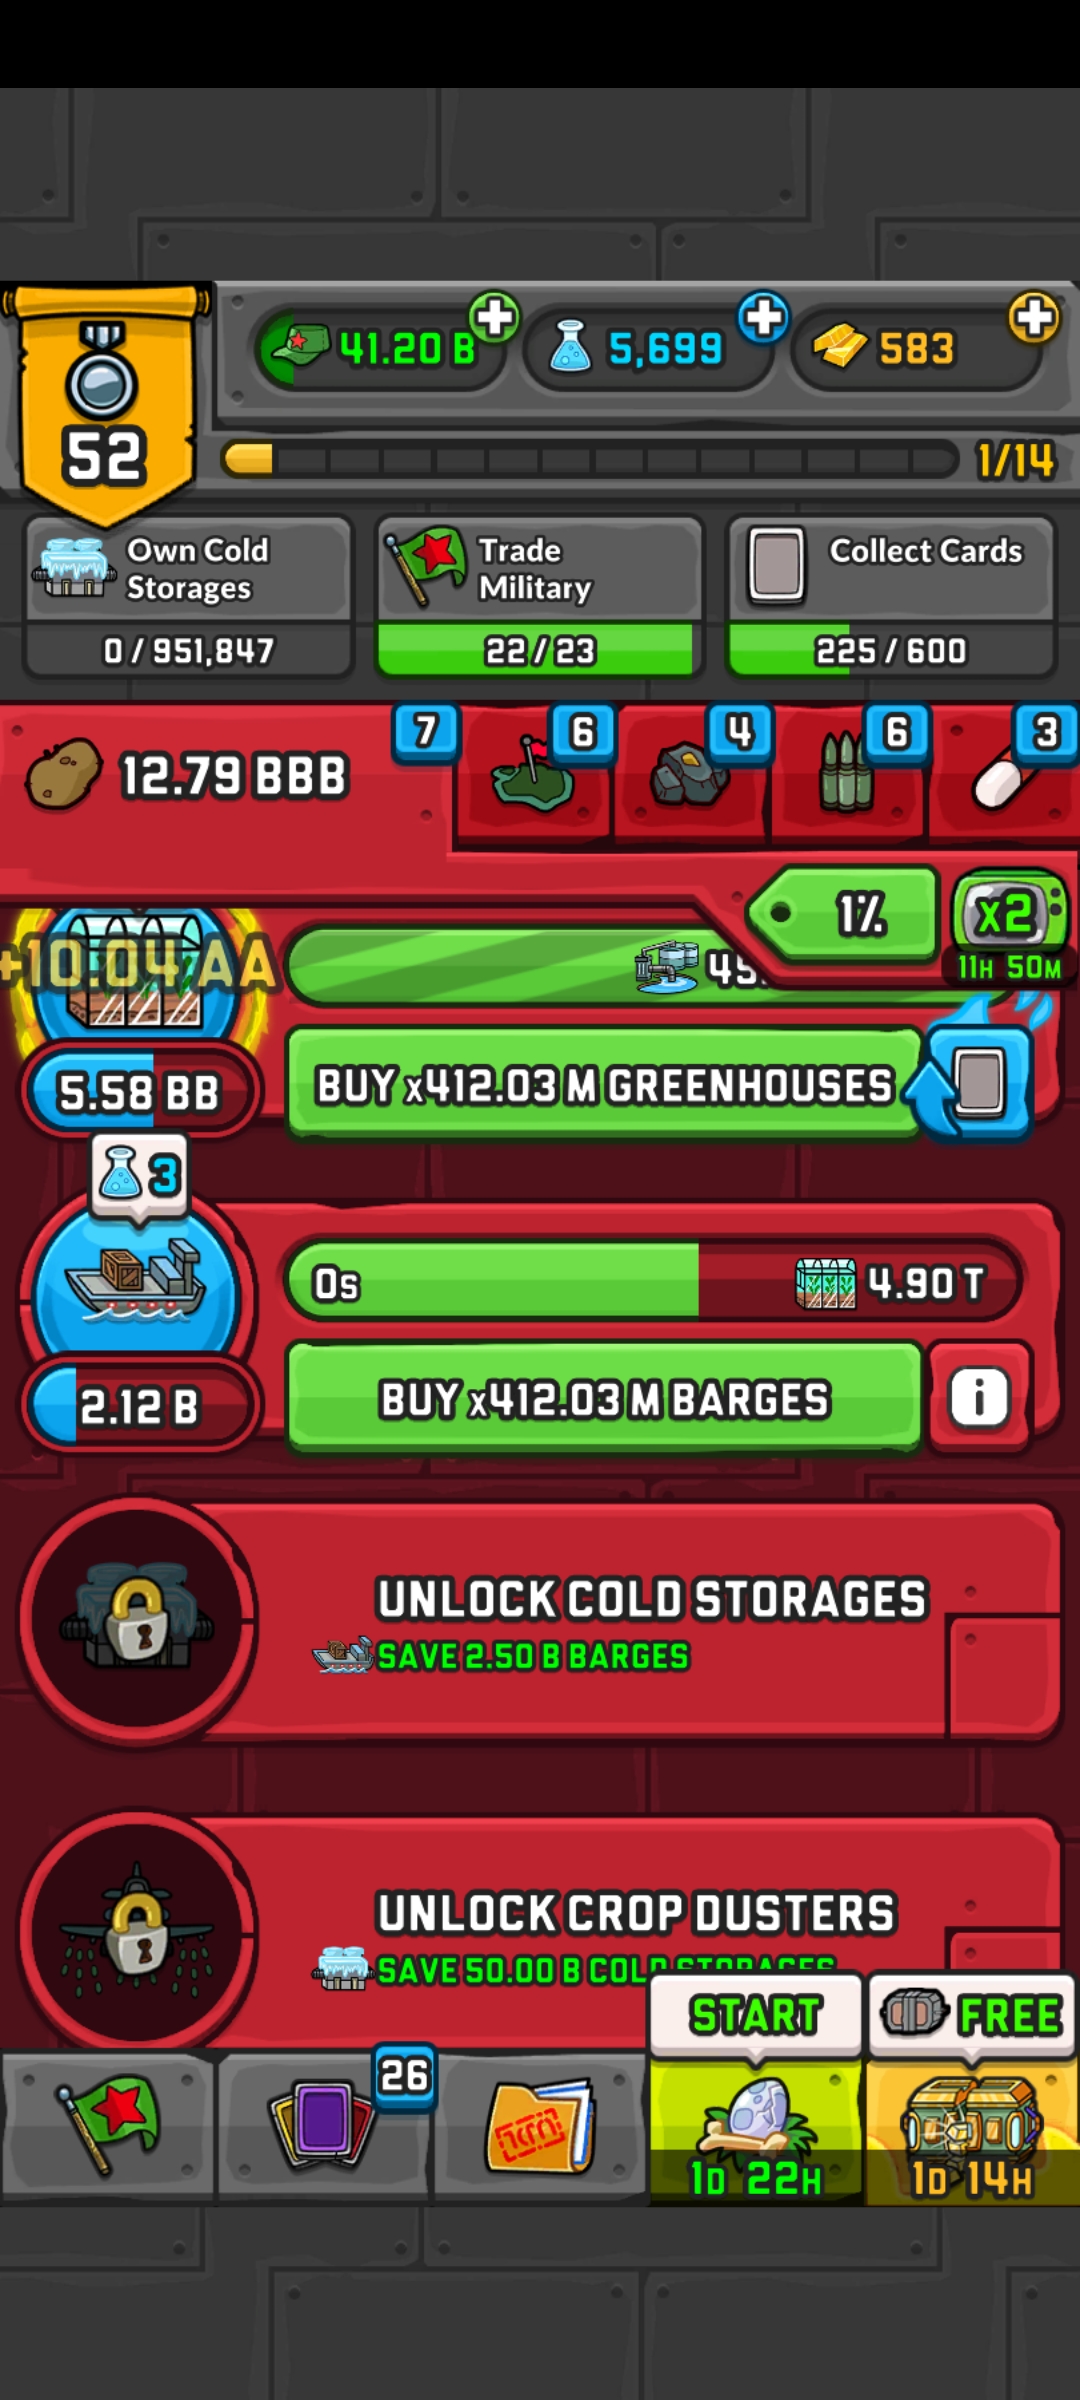 41.20 B
5,699
583
52
1/14
Own Cold
Storages
0 / 951,847
Trade
Military
22 / 23
Collect Cards
225 / 600
12.79 BBB
7
6
4
6
3
1%
x2
11H 50M
+10.04 AA
45.
5.58 BB
BUY x412.03 M GREENHOUSES
3
0s
4.90 T
2.12 B
BUY x412.03 M BARGES
i
UNLOCK COLD STORAGES
SAVE 2.50 B BARGES
UNLOCK CROP DUSTERS
SAVE 50.00 B COLD STORAGES
START
FREE
26
1D 22H
1D 14H